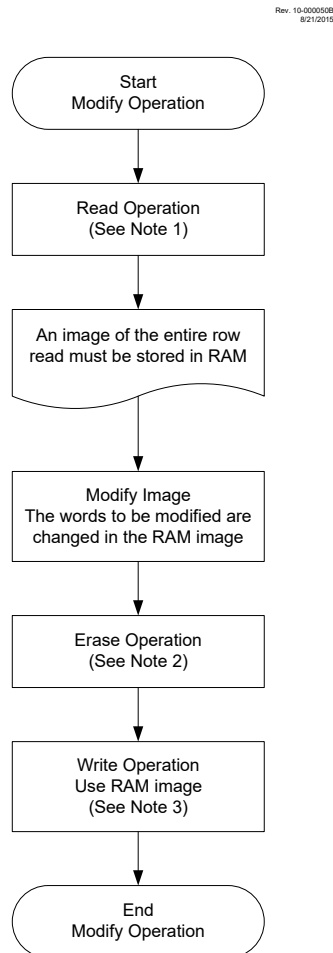 Rev. 10-000050B
8/21/2015
Start
Modify Operation
Read Operation
(See Note 1)
An image of the entire row
read must be stored in RAM
Modify Image
The words to be modified are
changed in the RAM image
Erase Operation
(See Note 2)
Write Operation
Use RAM image
(See Note 3)
End
Modify Operation